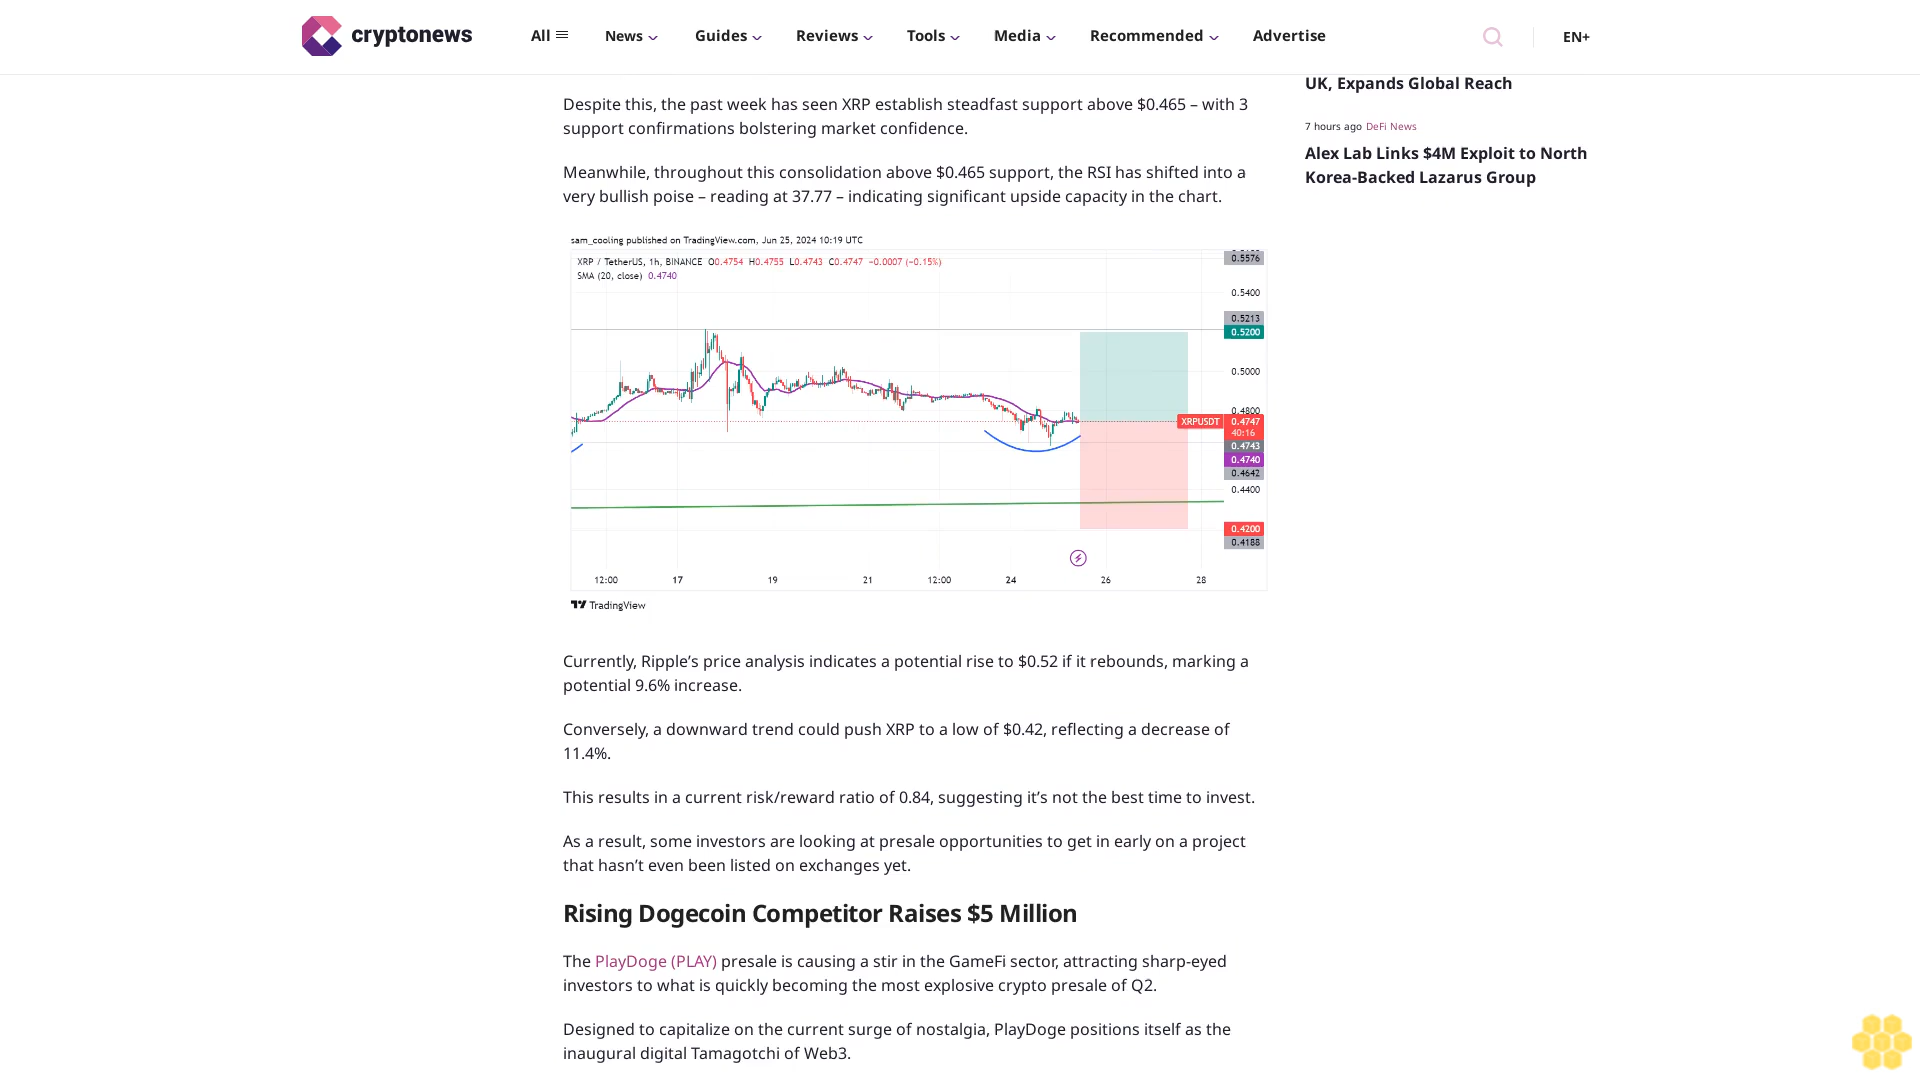 cryptonews
All
News
Guides
Reviews
Tools
Media
Recommended
Advertise
EN+
Despite this, the past week has seen XRP establish steadfast support above $0.465 – with 3
support confirmations bolstering market confidence.
Meanwhile, throughout this consolidation above $0.465 support, the RSI has shifted into a
very bullish poise – reading at 37.77 – indicating significant upside capacity in the chart.
sam_cooling published on TradingView.com, Jun 25, 2024 10:19 UTC
XRP / TetherUS, 1h, BINANCE O0.4754 H0.4755 L0.4743 C0.4747 −0.0007 (−0.15%)
SMA (20, close) 0.4740
0.5576
0.5400
0.5213
0.5200
0.5000
0.4800
XRPUSDT 0.4747
40:16
0.4743
0.4740
0.4642
0.4400
0.4200
0.4188
12:00 17 19 21 12:00 24 26 28
TradingView
Currently, Ripple’s price analysis indicates a potential rise to $0.52 if it rebounds, marking a
potential 9.6% increase.
Conversely, a downward trend could push XRP to a low of $0.42, reflecting a decrease of
11.4%.
This results in a current risk/reward ratio of 0.84, suggesting it’s not the best time to invest.
As a result, some investors are looking at presale opportunities to get in early on a project
that hasn’t even been listed on exchanges yet.
Rising Dogecoin Competitor Raises $5 Million
The PlayDoge (PLAY) presale is causing a stir in the GameFi sector, attracting sharp-eyed
investors to what is quickly becoming the most explosive crypto presale of Q2.
Designed to capitalize on the current surge of nostalgia, PlayDoge positions itself as the
inaugural digital Tamagotchi of Web3.
UK, Expands Global Reach
7 hours ago DeFi News
Alex Lab Links $4M Exploit to North
Korea-Backed Lazarus Group